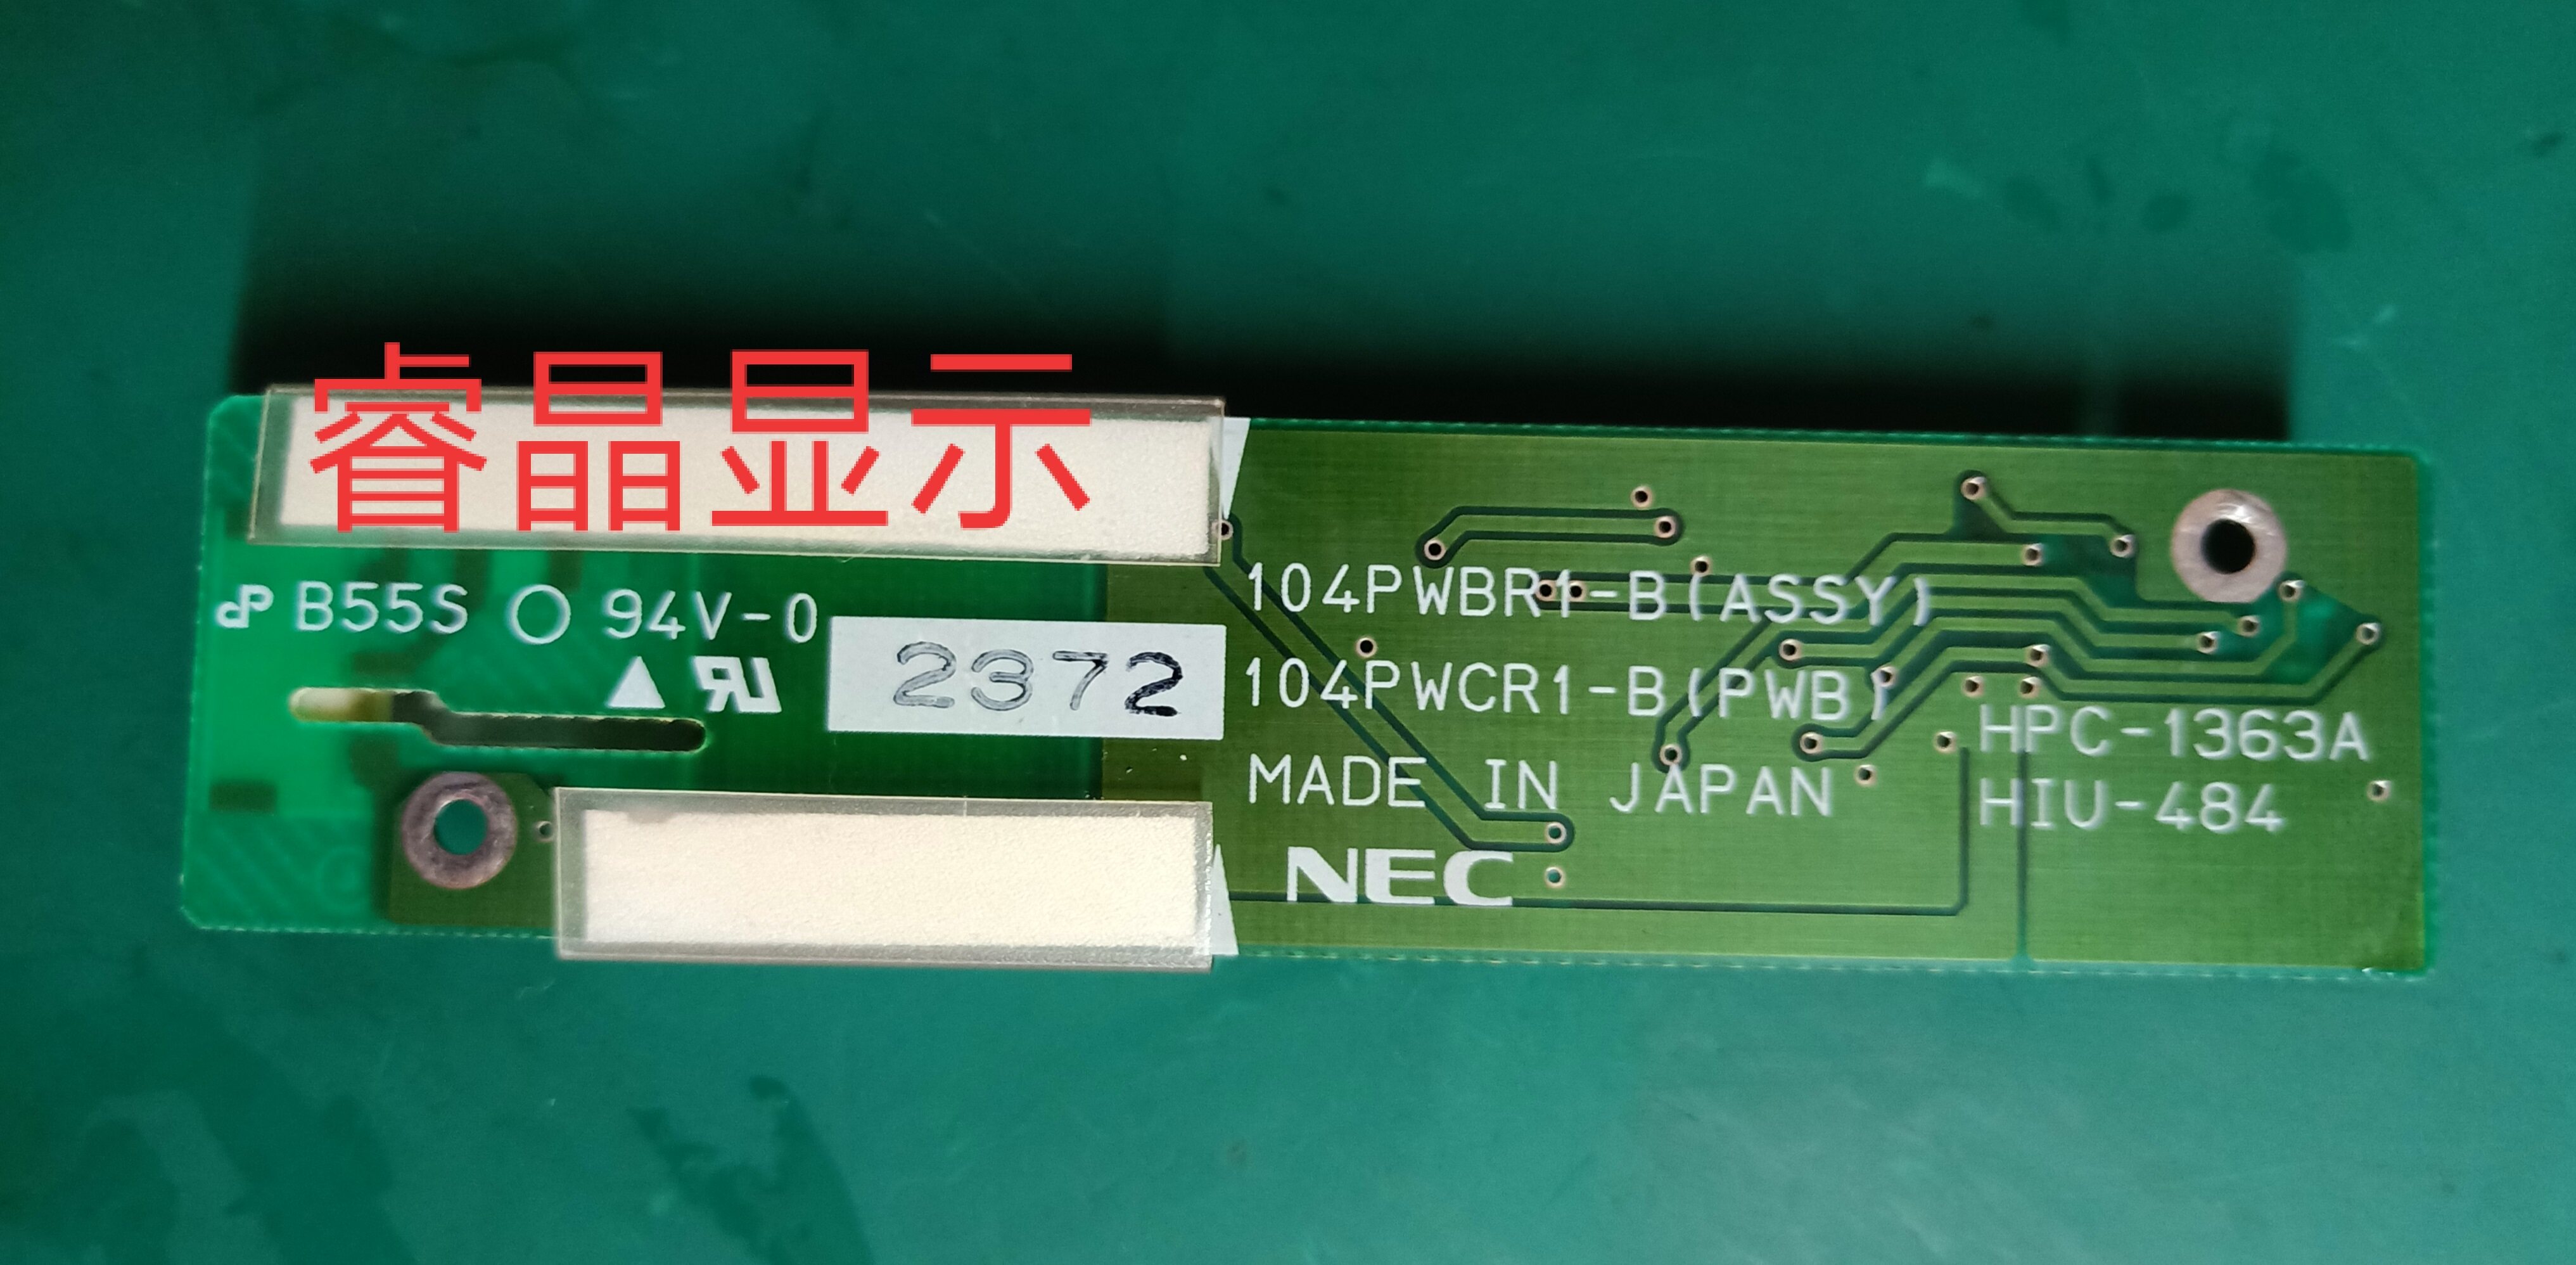 睿晶显示
B55S 94V-0
2372
104PWBR1-B(ASSY)
104PWCR1-B(PWB)
MADE IN JAPAN
NEC
HPC-1363A
HIU-484